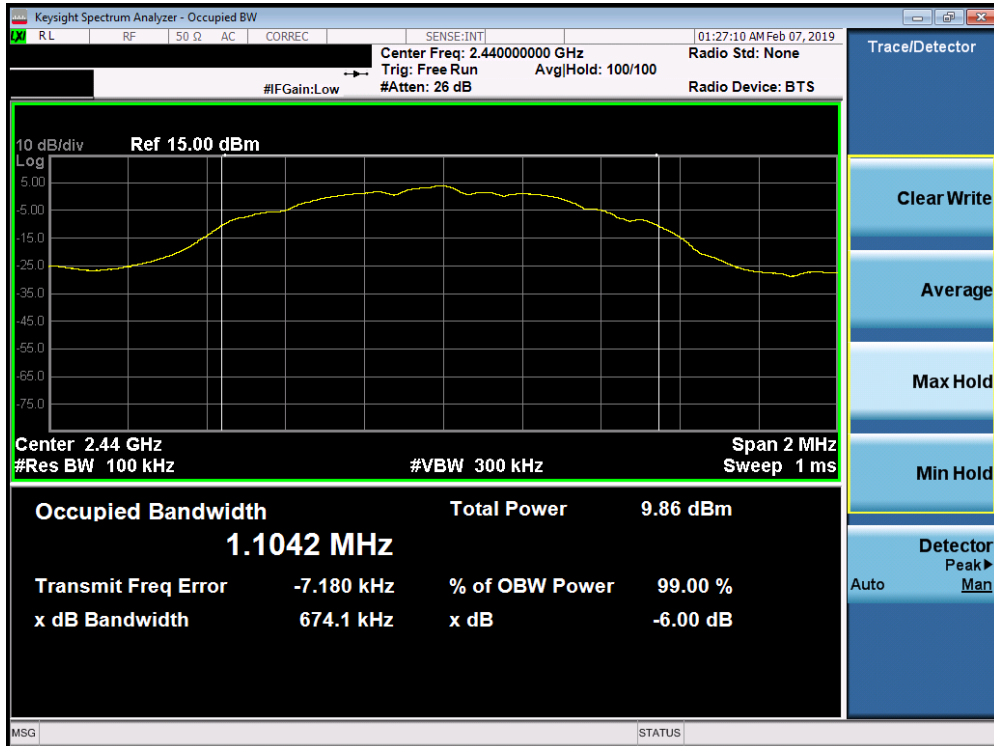 Keysight Spectrum Analyzer - Occupied BW
LXI RL RF 50 Ω AC CORREC SENSE:INT 01:27:10 AM Feb 07, 2019
Center Freq: 2.440000000 GHz Radio Std: None
Trig: Free Run Avg|Hold: 100/100
#IFGain:Low #Atten: 26 dB Radio Device: BTS
10 dB/div Ref 15.00 dBm
Log
5.00
-5.00
-15.0
-25.0
-35.0
-45.0
-55.0
-65.0
-75.0
Center 2.44 GHz Span 2 MHz
#Res BW 100 kHz #VBW 300 kHz Sweep 1 ms
Occupied Bandwidth Total Power 9.86 dBm
1.1042 MHz
Transmit Freq Error -7.180 kHz % of OBW Power 99.00 %
x dB Bandwidth 674.1 kHz x dB -6.00 dB
MSG STATUS
Trace/Detector
Clear Write
Average
Max Hold
Min Hold
Detector
Peak▶
Auto Man